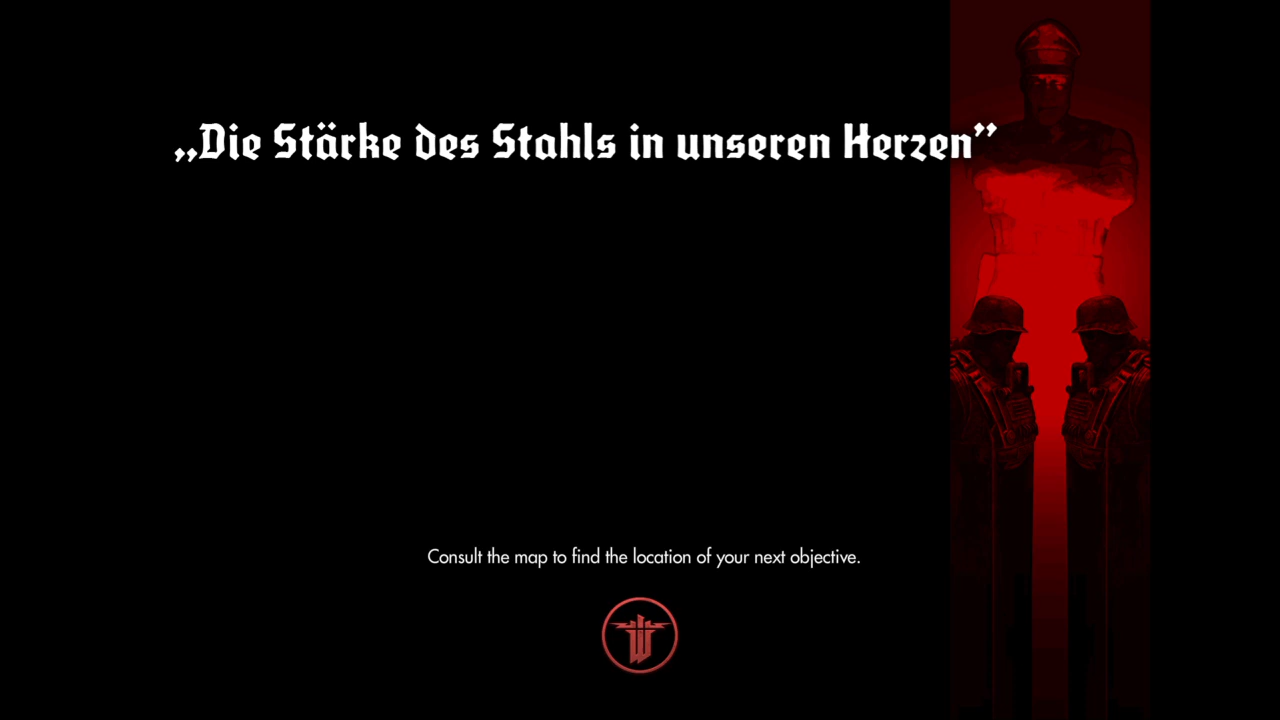 „Die Stärke des Stahls in unseren Herzen”
Consult the map to find the location of your next objective.